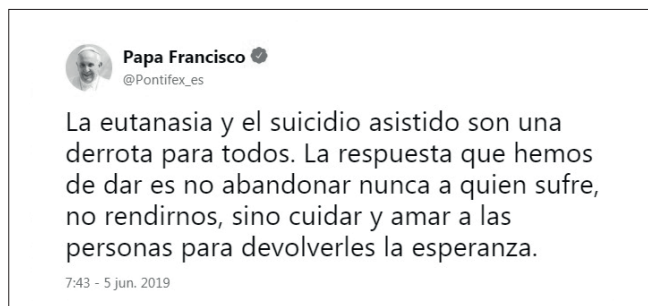 Papa Francisco
@Pontifex_es
La eutanasia y el suicidio asistido son una
derrota para todos. La respuesta que hemos
de dar es no abandonar nunca a quien sufre,
no rendirnos, sino cuidar y amar a las
personas para devolverles la esperanza.
7:43 - 5 jun. 2019